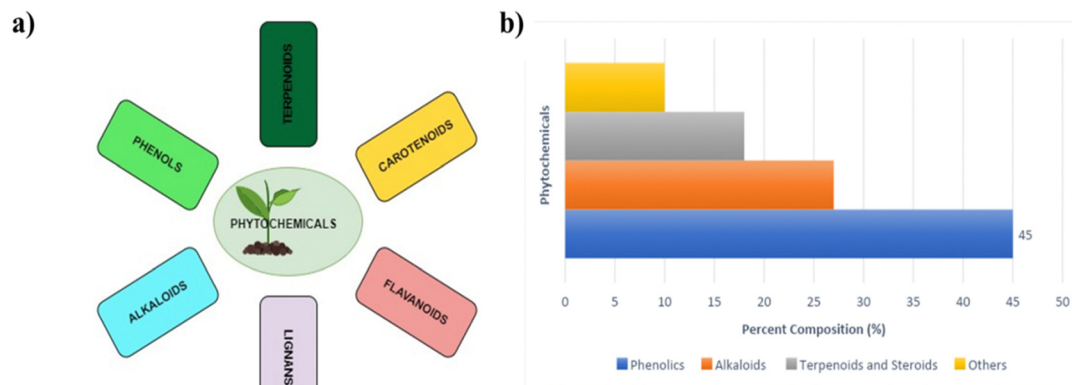 a)
TERPENOIDS
PHENOLS
CAROTENOIDS
PHYTOCHEMICALS
ALKALOIDS
FLAVANOIDS
LIGNANS
b)
Phytochemicals
45
0 5 10 15 20 25 30 35 40 45 50
Percent Composition (%)
Phenolics Alkaloids Terpenoids and Steroids Others